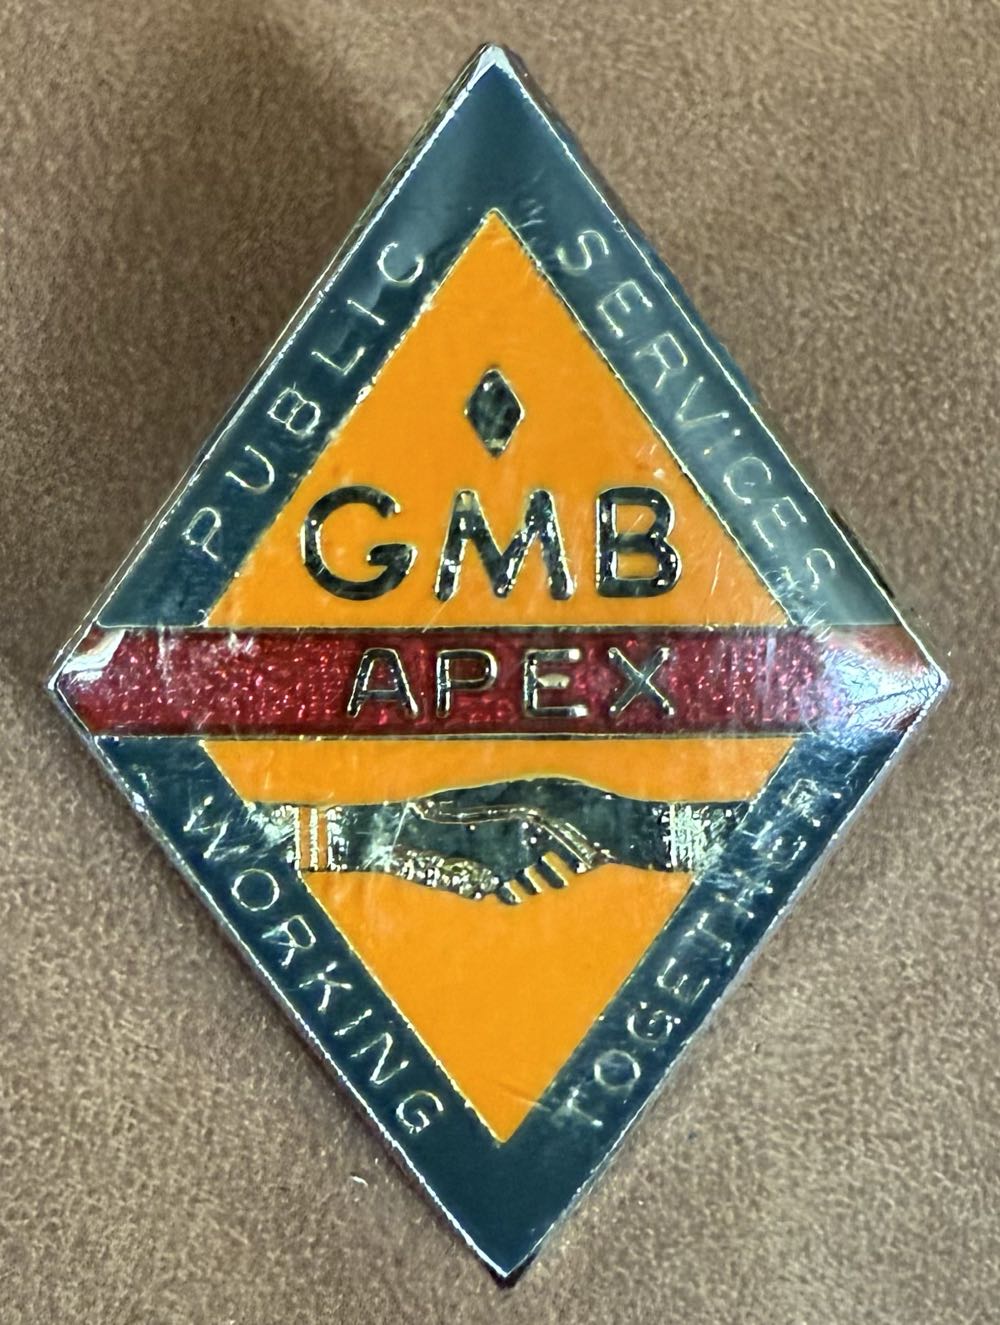 PUBLIC SERVICES
GMB
APEX
WORKING TOGETHER